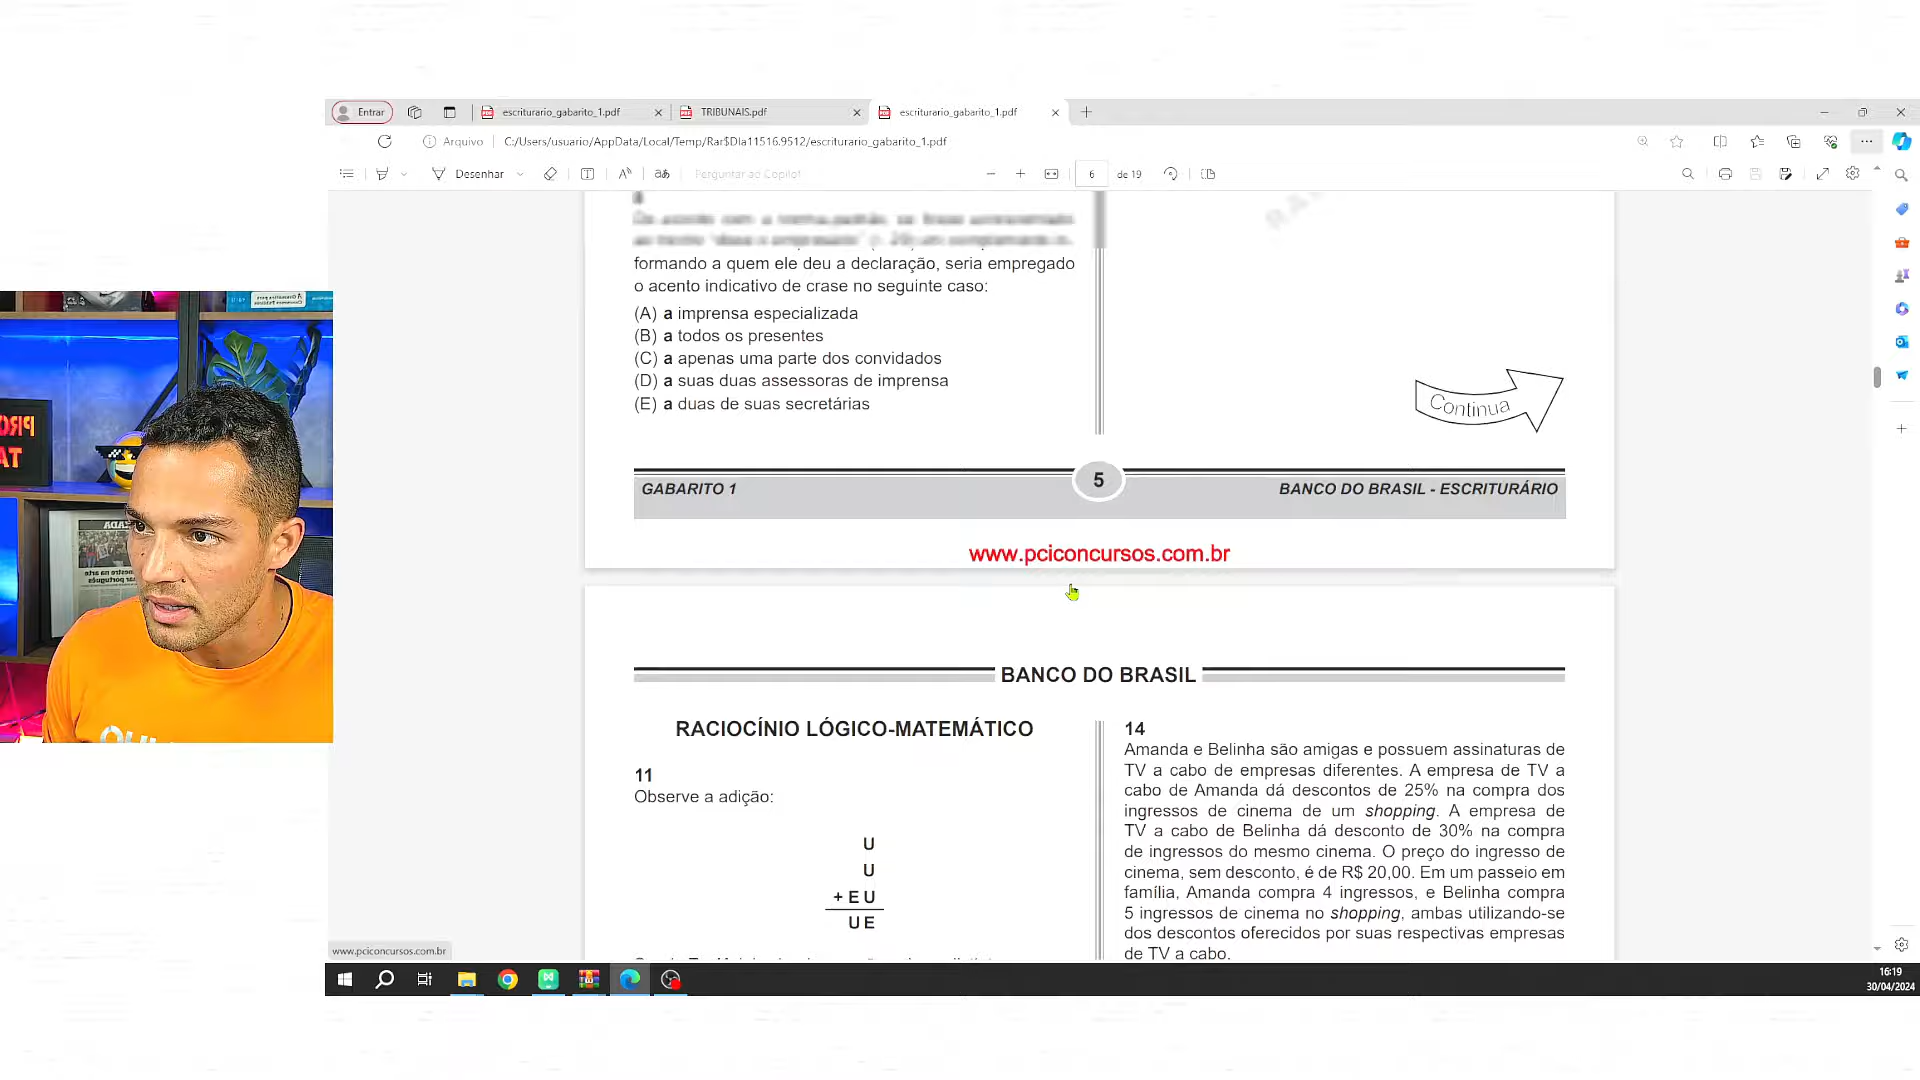 Entrar
escriturario_gabarito_1.pdf
TRIBUNAIS.pdf
escriturario_gabarito_1.pdf
Arquivo
C:/Users/usuario/AppData/Local/Temp/Rar$DIa11516.9512/escriturario_gabarito_1.pdf
Desenhar
Perguntar ao Copilot
6 de 19
formando a quem ele deu a declaração, seria empregado
o acento indicativo de crase no seguinte caso:
(A) a imprensa especializada
(B) a todos os presentes
(C) a apenas uma parte dos convidados
(D) a suas duas assessoras de imprensa
(E) a duas de suas secretárias
Continua
GABARITO 1
5
BANCO DO BRASIL - ESCRITURÁRIO
www.pciconcursos.com.br
BANCO DO BRASIL
RACIOCÍNIO LÓGICO-MATEMÁTICO
11
Observe a adição:
U
U
+ E U
U E
14
Amanda e Belinha são amigas e possuem assinaturas de
TV a cabo de empresas diferentes. A empresa de TV a
cabo de Amanda dá descontos de 25% na compra dos
ingressos de cinema de um shopping. A empresa de
TV a cabo de Belinha dá desconto de 30% na compra
de ingressos do mesmo cinema. O preço do ingresso de
cinema, sem desconto, é de R$ 20,00. Em um passeio em
família, Amanda compra 4 ingressos, e Belinha compra
5 ingressos de cinema no shopping, ambas utilizando-se
dos descontos oferecidos por suas respectivas empresas
de TV a cabo.
www.pciconcursos.com.br
16:19
30/04/2024